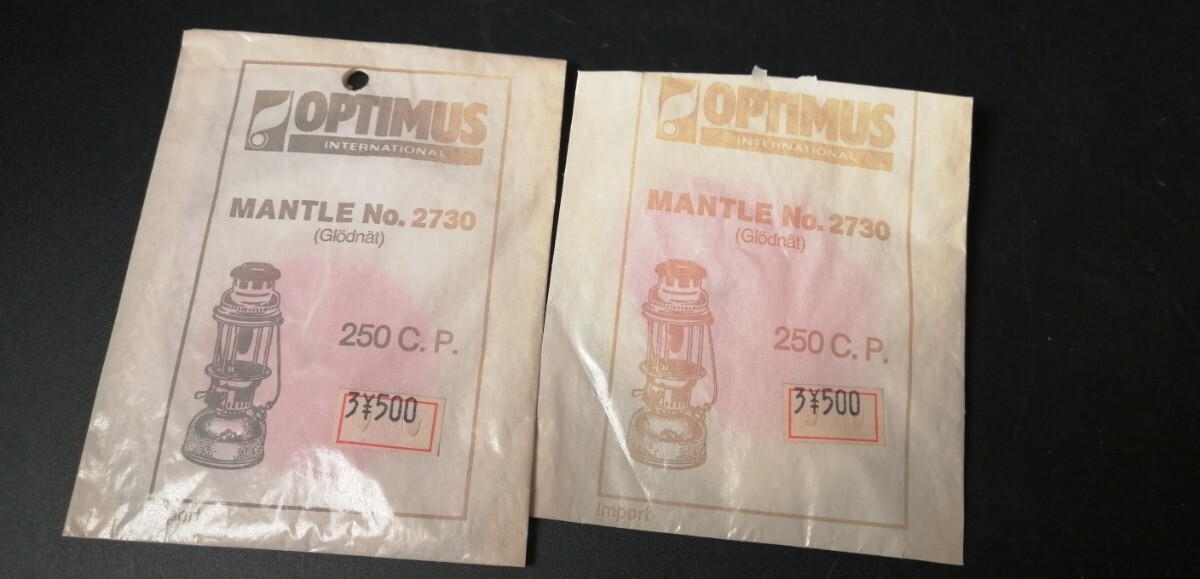 OPTIMUS
INTERNATIONAL
MANTLE No. 2730
(Glödnät)
250 C. P.
3¥500
port
OPTIMUS
INTERNATIONAL
MANTLE No. 2730
(Glödnät)
250 C. P.
3¥500
Import